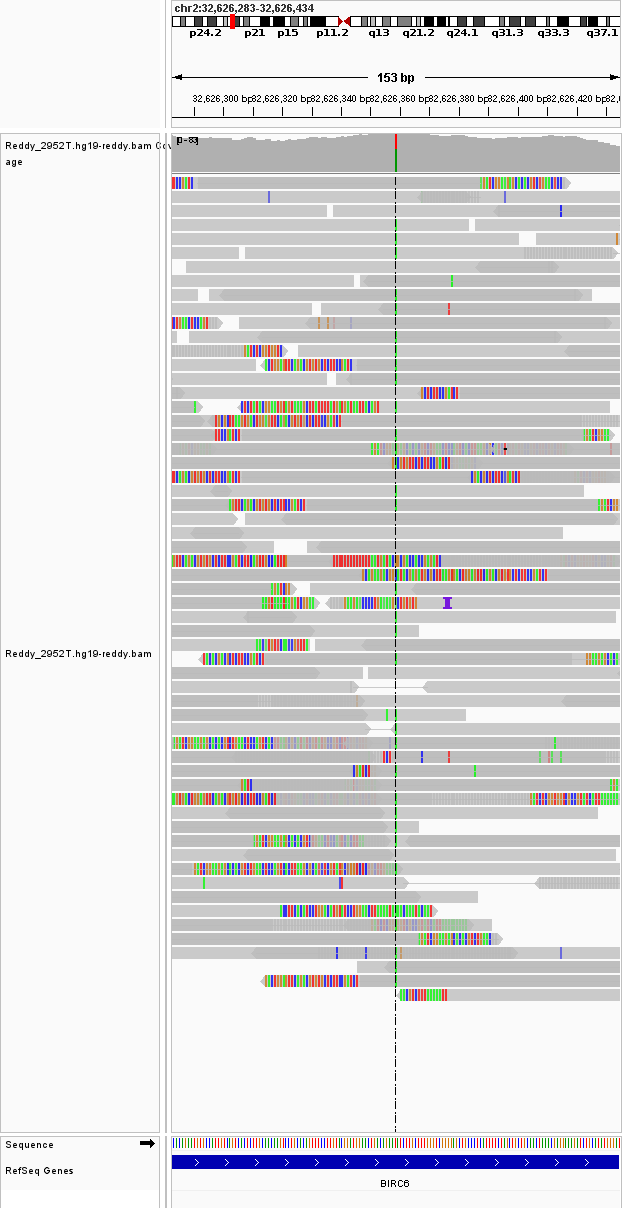 chr2:32,626,283-32,626,434
p24.2 p21 p15 p11.2 q13 q21.2 q24.1 q31.3 q33.3 q37.1
153 bp
32,626,300 bp 32,626,320 bp 32,626,340 bp 32,626,360 bp 32,626,380 bp 32,626,400 bp 32,626,420 bp
Reddy_2952T.hg19-reddy.bam Cov
age
[p-83]
Reddy_2952T.hg19-reddy.bam
Sequence
RefSeq Genes
BIRC6